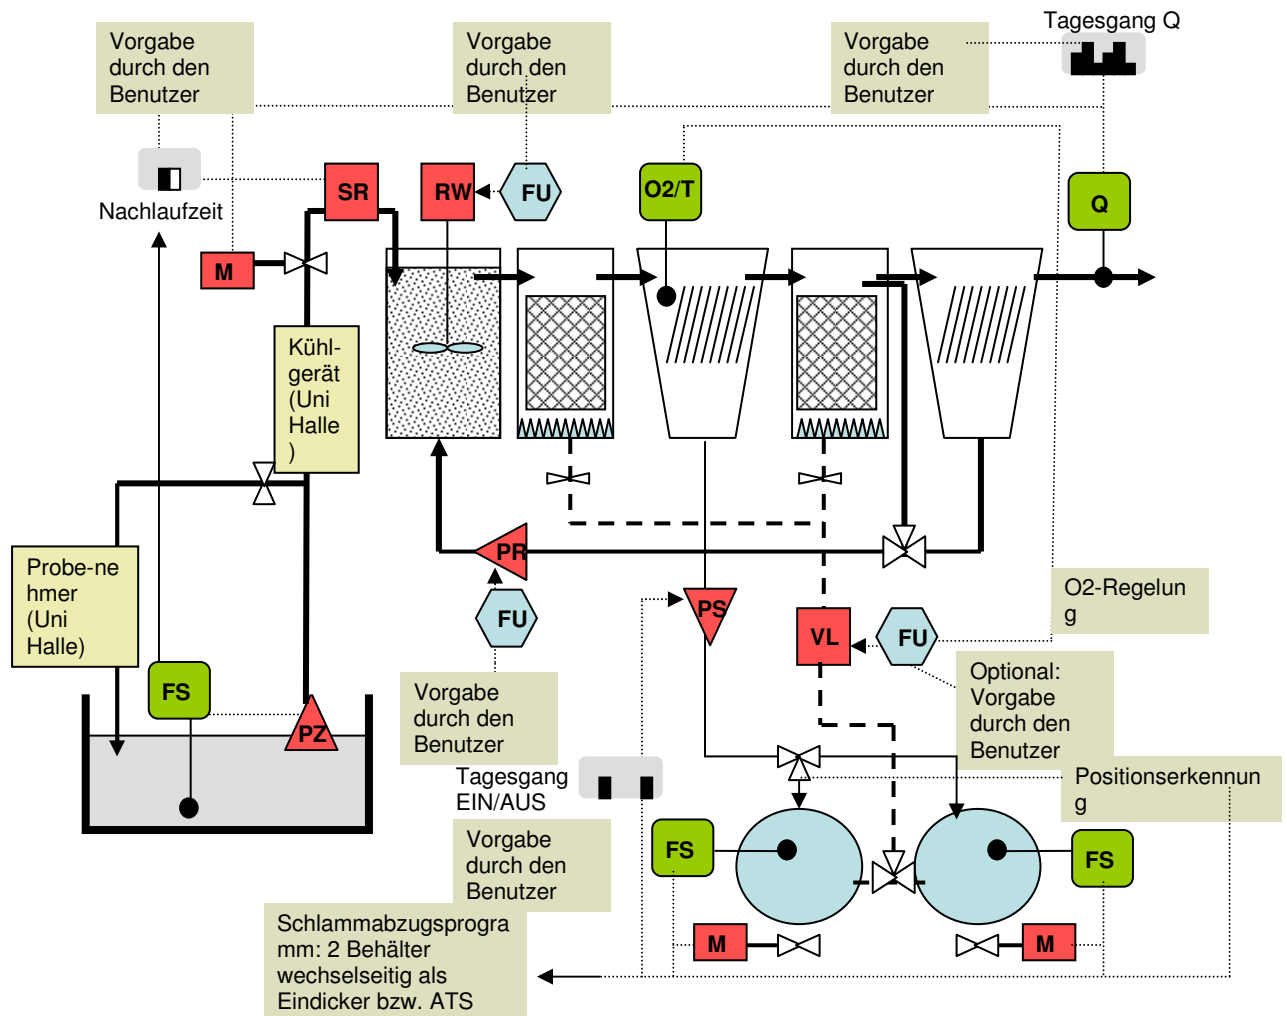 Tagesgang Q
Vorgabe
durch den
Benutzer
Vorgabe
durch den
Benutzer
Vorgabe
durch den
Benutzer
Nachlaufzeit
SR
RW
FU
O2/T
Q
M
Kühl-
gerät
(Uni
Halle
)
Probe-ne
hmer
(Uni
Halle)
PR
FU
PS
VL
FU
O2-Regelun
g
FS
PZ
Vorgabe
durch den
Benutzer
Optional:
Vorgabe
durch den
Benutzer
Tagesgang
EIN/AUS
Positionserkennun
g
Vorgabe
durch den
Benutzer
FS
FS
Schlammabzugsprogra
mm: 2 Behälter
wechselseitig als
Eindicker bzw. ATS
M
M